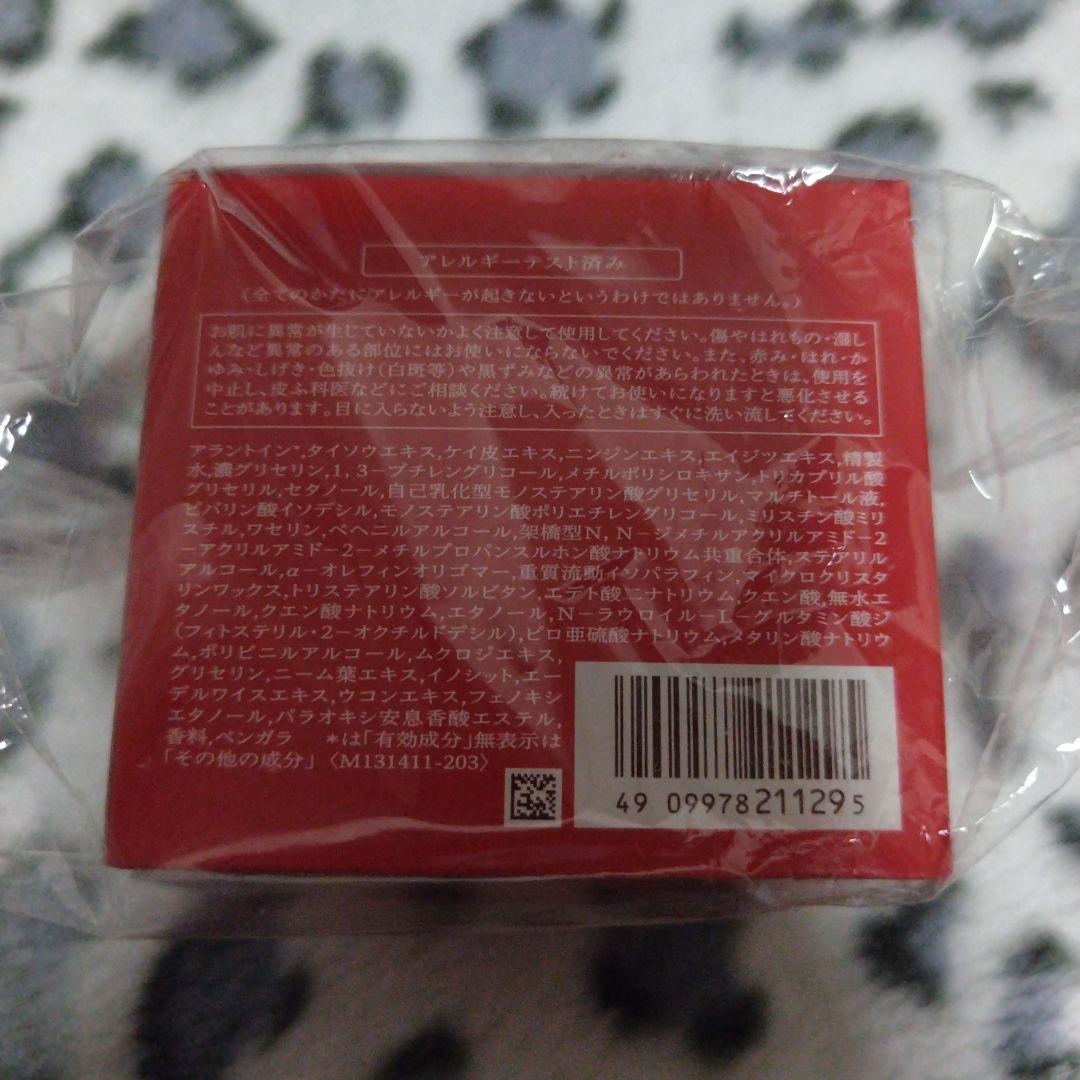 アレルギーテスト済み
（全てのかたにアレルギーが起きないというわけではありません。）
お肌に異常が生じていないかよく注意して使用してください。傷やはれもの・湿し
んなど異常のある部位にはお使いにならないでください。また、赤み・はれ・か
ゆみ・しげき・色抜け（白斑等）や黒ずみなどの異常があらわれたときは、使用を
中止し、皮ふ科医などにご相談ください。続けてお使いになりますと悪化させる
ことがあります。目に入らないよう注意し、入ったときはすぐに洗い流してください。
アラントイン*,タイソウエキス,ケイ皮エキス,ニンジンエキス,エイジツエキス,精製
水,濃グリセリン,1,3−ブチレングリコール,メチルポリシロキサン,トリカプリル酸
グリセリル,セタノール,自己乳化型モノステアリン酸グリセリル,マルチトール液,
ピバリン酸イソデシル,モノステアリン酸ポリエチレングリコール,ミリスチン酸ミリ
スチル,ワセリン,ベヘニルアルコール,架橋型N,N−ジメチルアクリルアミド−2
−アクリルアミド−2−メチルプロパンスルホン酸ナトリウム共重合体,ステアリル
アルコール,α−オレフィンオリゴマー,重質流動イソパラフィン,マイクロクリスタ
リンワックス,トリステアリン酸ソルビタン,エデト酸二ナトリウム,クエン酸,無水エ
タノール,クエン酸ナトリウム,エタノール,N−ラウロイル−L−グルタミン酸ジ
（フィトステリル・2−オクチルドデシル）,ピロ亜硫酸ナトリウム,メタリン酸ナトリウ
ム,ポリビニルアルコール,ムクロジエキス,
グリセリン,ニーム葉エキス,イノシット,エー
デルワイスエキス,ウコンエキス,フェノキシ
エタノール,パラオキシ安息香酸エステル,
香料,ベンガラ　*は「有効成分」無表示は
「その他の成分」〈M131411-203〉
49 09978 211295